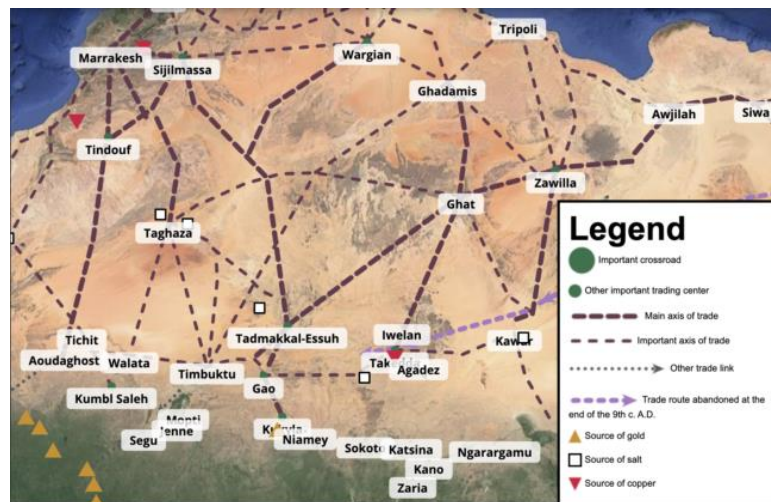 Tripoli
Wargian
Marrakesh
Sijilmassa
Ghadamis
Awjilah
Siwa
Tindouf
Zawilla
Ghat
Taghaza
Tichit
Tadmakkal-Essuh
Iwelan
Aoudaghost
Walata
Timbuktu
Agadez
Gao
Kumbl Saleh
Mopti
Jenne
Segu
Niamey
Sokoto
Katsina
Ngarargamu
Kano
Zaria
Legend
Important crossroad
Other important trading center
Main axis of trade
Important axis of trade
Other trade link
Trade route abandoned at the
end of the 9th c. A.D.
Source of gold
Source of salt
Source of copper